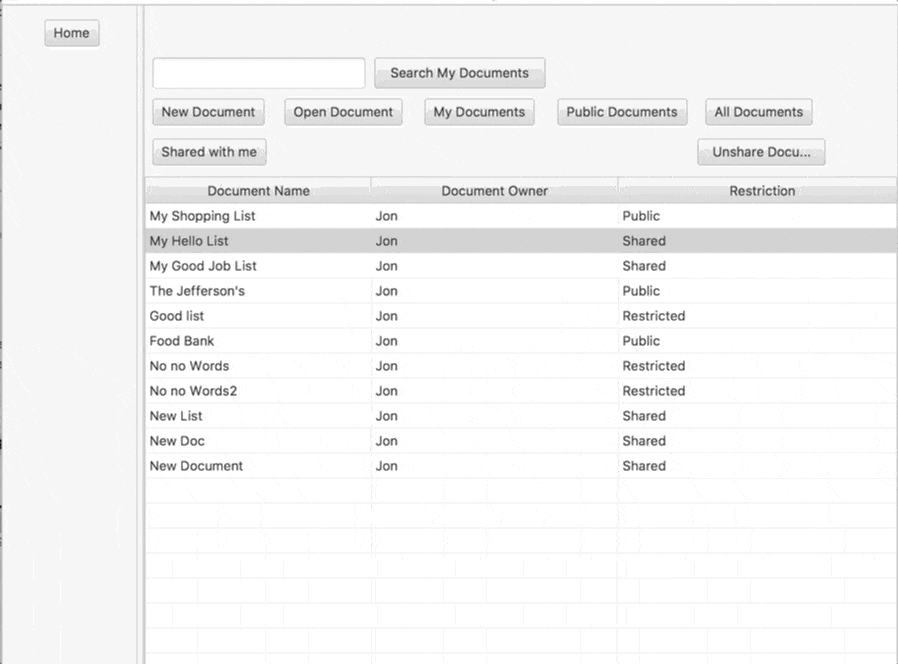 Home
Search My Documents
New Document Open Document My Documents Public Documents All Documents
Shared with me Unshare Docu...
Document Name Document Owner Restriction
My Shopping List Jon Public
My Hello List Jon Shared
My Good Job List Jon Shared
The Jefferson's Jon Public
Good list Jon Restricted
Food Bank Jon Public
No no Words Jon Restricted
No no Words2 Jon Restricted
New List Jon Shared
New Doc Jon Shared
New Document Jon Shared